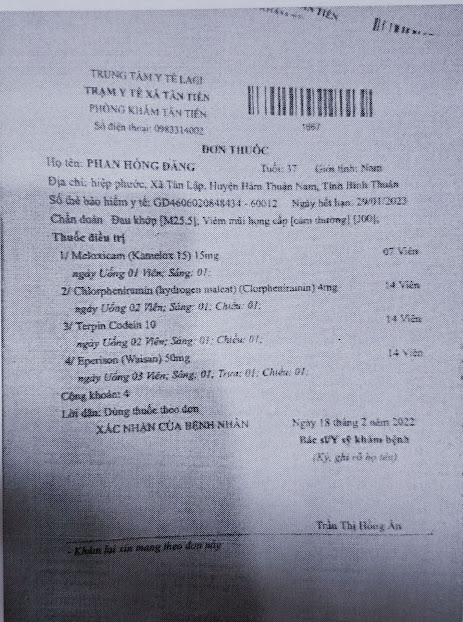 TRUNG TÂM Y TẾ LAGI
TRẠM Y TẾ XÃ TÂN TIẾN
PHÒNG KHÁM TÂN TIẾN
Số điện thoại: 0983314002
1667
ĐƠN THUỐC
Họ tên: PHAN HỒNG ĐĂNG Tuổi: 37 Giới tính: Nam
Địa chỉ: hiệp phước, Xã Tân Lập, Huyện Hàm Thuận Nam, Tỉnh Bình Thuận
Số thẻ bảo hiểm y tế: GD4606020848434 - 60012 Ngày hết hạn: 29/01/2023
Chẩn đoán Đau khớp [M25.5], Viêm mũi họng cấp [cảm thường] [J00],
Thuốc điều trị
1/ Meloxicam (Kamelox 15) 15mg 07 Viên
ngày Uống 01 Viên; Sáng: 01;
2/ Chlorpheniramin (hydrogen maleat) (Clorpheniramin) 4mg 14 Viên
ngày Uống 02 Viên; Sáng: 01; Chiều: 01;
3/ Terpin Codein 10 14 Viên
ngày Uống 02 Viên; Sáng: 01; Chiều: 01;
4/ Eperison (Waisan) 50mg 14 Viên
ngày Uống 03 Viên; Sáng: 01; Trưa: 01; Chiều: 01;
Cộng khoản: 4
Lời dặn: Dùng thuốc theo đơn
XÁC NHẬN CỦA BỆNH NHÂN Ngày 18 tháng 2 năm 2022
Bác sĩ/Y sỹ khám bệnh
(Ký, ghi rõ họ tên)
Trần Thị Hồng Ân
- Khám lại xin mang theo đơn này